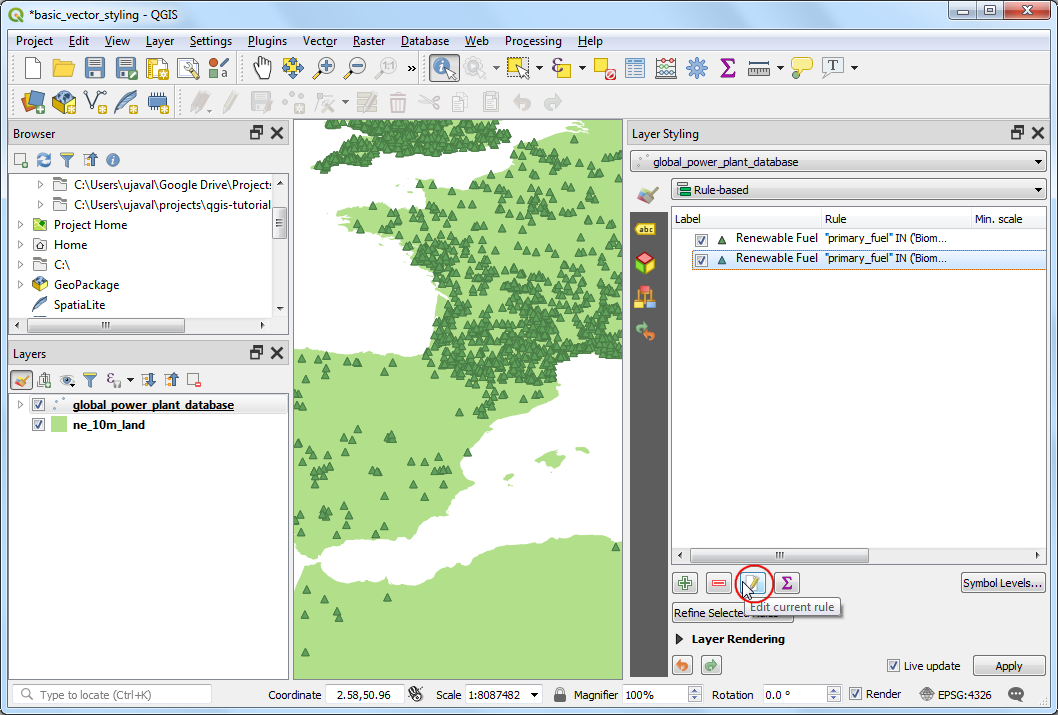 *basic_vector_styling - QGIS
Project Edit View Layer Settings Plugins Vector Raster Database Web Processing Help
Browser
C:\Users\ujaval\Google Drive\Projects
C:\Users\ujaval\projects\qgis-tutorial
Project Home
Home
C:\
GeoPackage
SpatiaLite
Layers
global_power_plant_database
ne_10m_land
Layer Styling
global_power_plant_database
Rule-based
abc
Label Rule Min. scale
Renewable Fuel "primary_fuel" IN ('Biom...
Renewable Fuel "primary_fuel" IN ('Biom...
Symbol Levels...
Edit current rule
Refine Selected
Layer Rendering
Live update Apply
Type to locate (Ctrl+K) Coordinate 2.58,50.96 Scale 1:8087482 Magnifier 100% Rotation 0.0 ° Render EPSG:4326